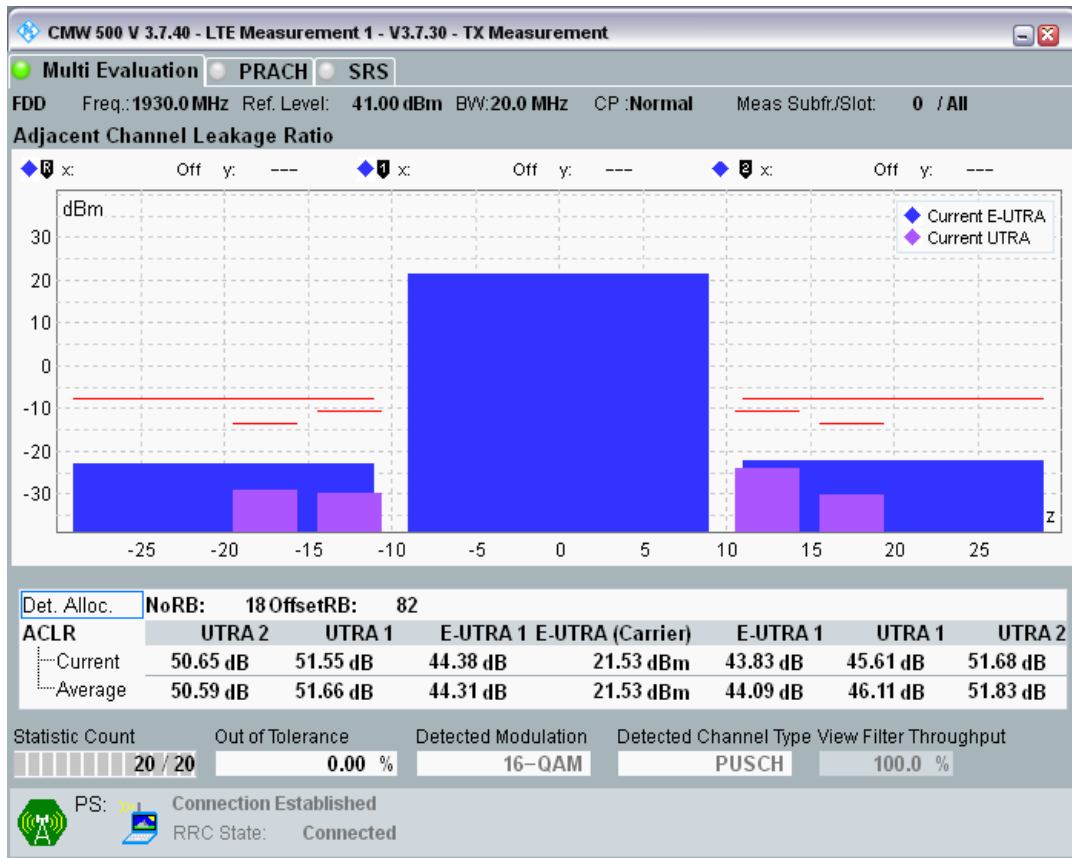 CMW 500 V 3.7.40 - LTE Measurement 1 - V3.7.30 - TX Measurement
Multi Evaluation PRACH SRS
FDD Freq.: 1930.0 MHz Ref. Level: 41.00 dBm BW: 20.0 MHz CP : Normal Meas Subfr./Slot: 0 / All
Adjacent Channel Leakage Ratio
R x: Off y: --- 1 x: Off y: --- 2 x: Off y: ---
dBm
Current E-UTRA
Current UTRA
30
20
10
0
-10
-20
-30
z
-25 -20 -15 -10 -5 0 5 10 15 20 25
Det. Alloc. NoRB: 18 OffsetRB: 82
ACLR UTRA 2 UTRA 1 E-UTRA 1 E-UTRA (Carrier) E-UTRA 1 UTRA 1 UTRA 2
Current 50.65 dB 51.55 dB 44.38 dB 21.53 dBm 43.83 dB 45.61 dB 51.68 dB
Average 50.59 dB 51.66 dB 44.31 dB 21.53 dBm 44.09 dB 46.11 dB 51.83 dB
Statistic Count Out of Tolerance Detected Modulation Detected Channel Type View Filter Throughput
20 / 20 0.00 % 16-QAM PUSCH 100.0 %
PS: Connection Established
RRC State: Connected